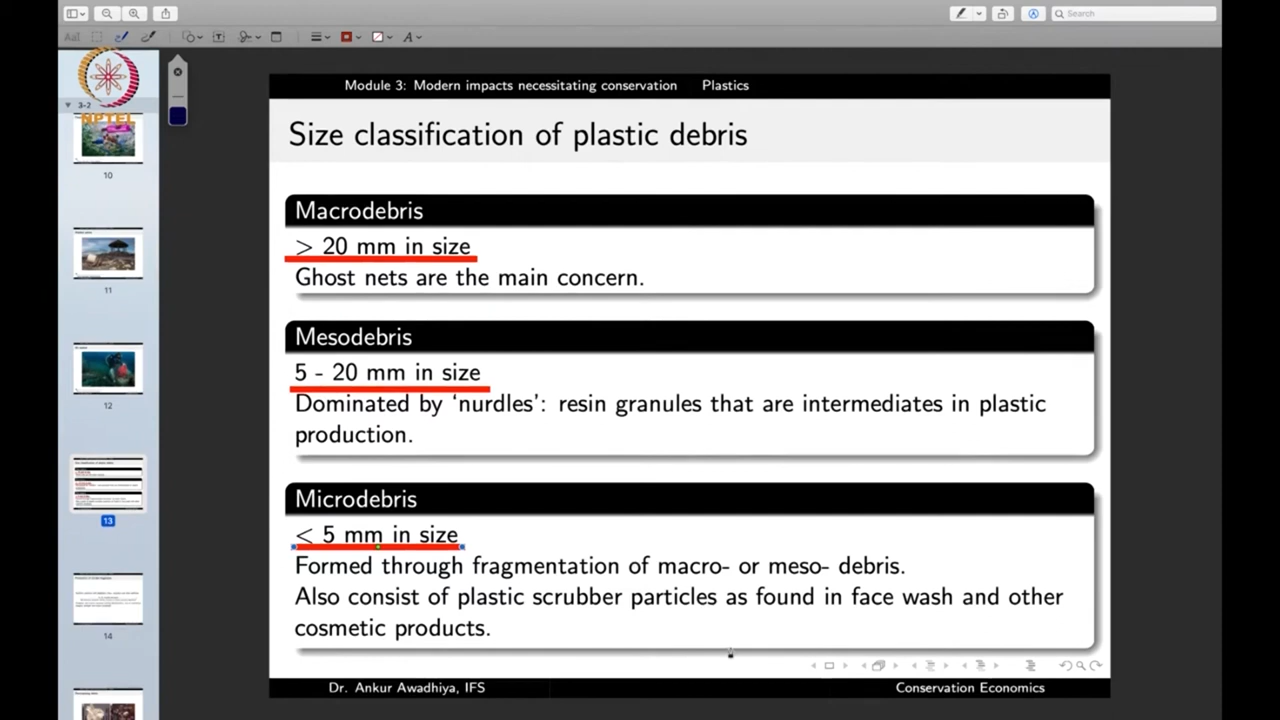 Search
AaI
A
NPTEL
3-2
10
11
12
13
14
Module 3: Modern impacts necessitating conservation Plastics
Size classification of plastic debris
Macrodebris
> 20 mm in size
Ghost nets are the main concern.
Mesodebris
5 - 20 mm in size
Dominated by ‘nurdles’: resin granules that are intermediates in plastic
production.
Microdebris
< 5 mm in size
Formed through fragmentation of macro- or meso- debris.
Also consist of plastic scrubber particles as found in face wash and other
cosmetic products.
Dr. Ankur Awadhiya, IFS Conservation Economics